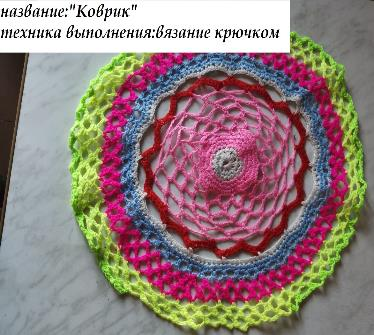 название:"Коврик"
техника выполнения:вязание крючком